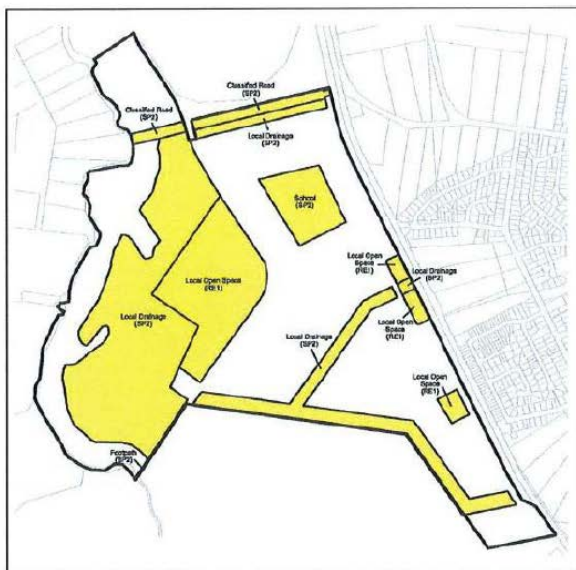 Classified Road
(SP2)
Classified Road
(SP2)
Local Drainage
(SP2)
School
(SP2)
Local Open
Space
(RE1)
Local Drainage
(SP2)
Local Open Space
(RE1)
Local Open
Space
(RE1)
Local Drainage
(SP2)
Local Drainage
(SP2)
Local Open
Space
(RE1)
Footpath
(SP2)